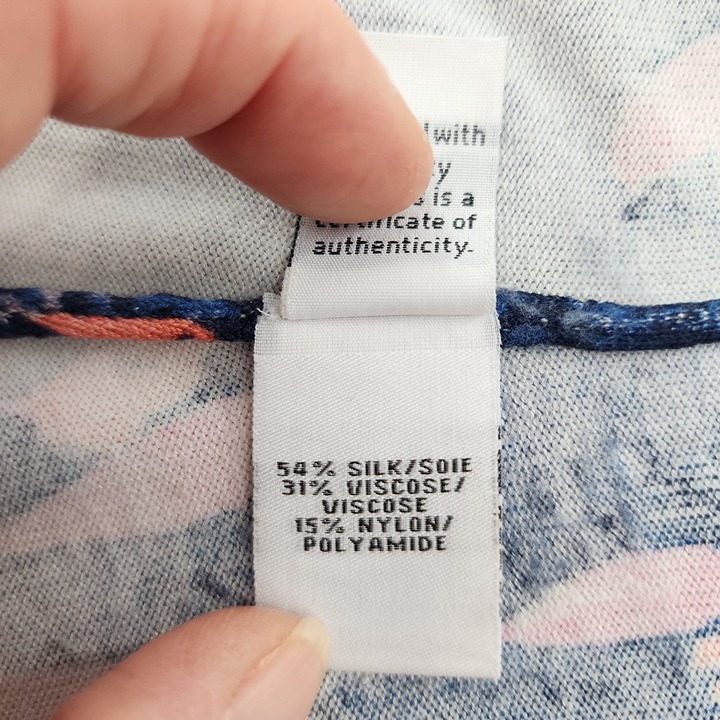 with
is a
certificate of
authenticity.
54% SILK/SOIE
31% VISCOSE/
VISCOSE
15% NYLON/
POLYAMIDE